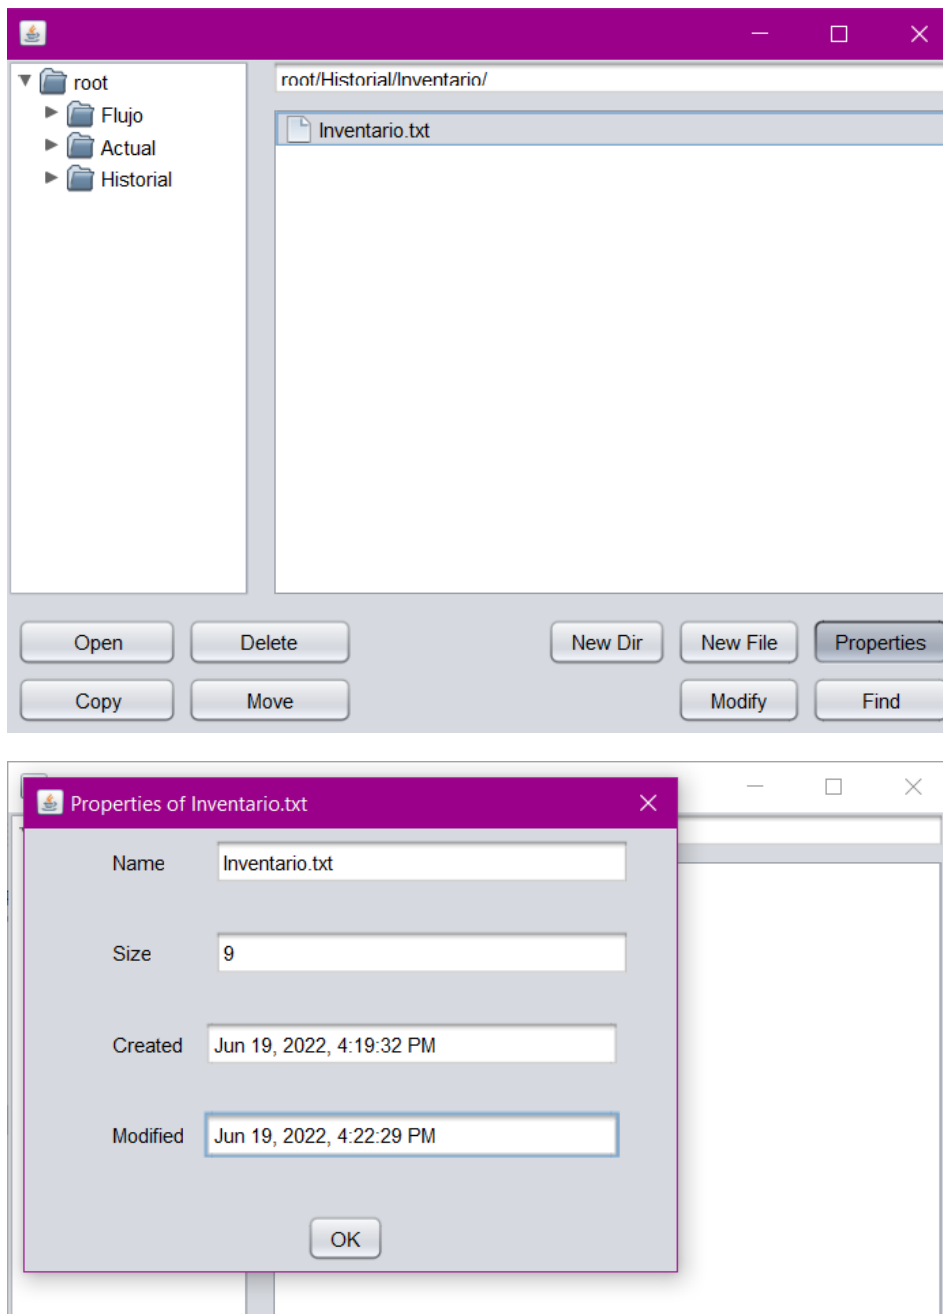 root/Historial/Inventario/
root
Flujo
Actual
Historial
Inventario.txt
Open
Delete
New Dir
New File
Properties
Copy
Move
Modify
Find
Properties of Inventario.txt
Name
Inventario.txt
Size
9
Created
Jun 19, 2022, 4:19:32 PM
Modified
Jun 19, 2022, 4:22:29 PM
OK